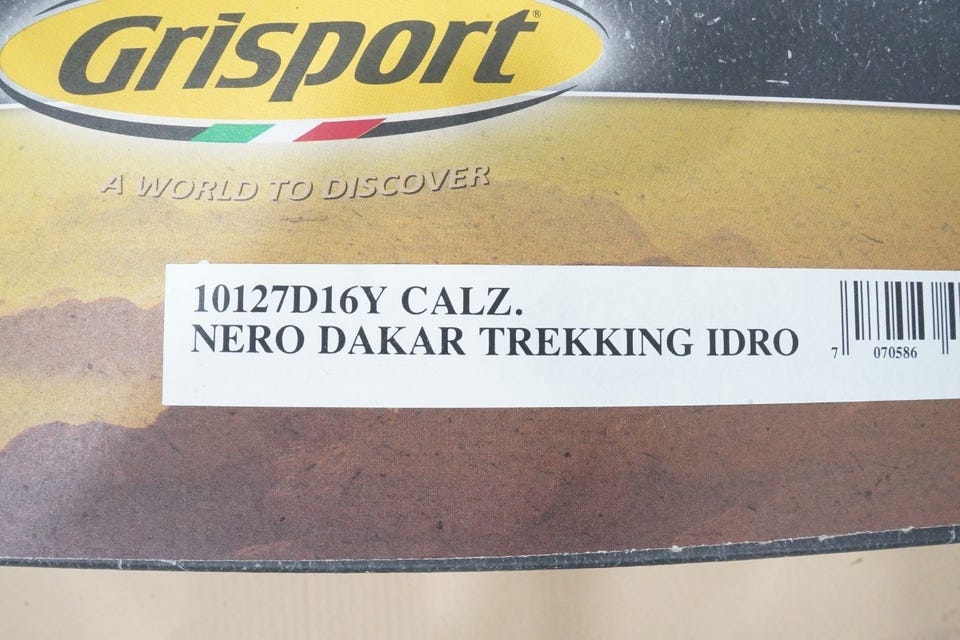 Grisport®
A WORLD TO DISCOVER
10127D16Y CALZ.
NERO DAKAR TREKKING IDRO
7 070586